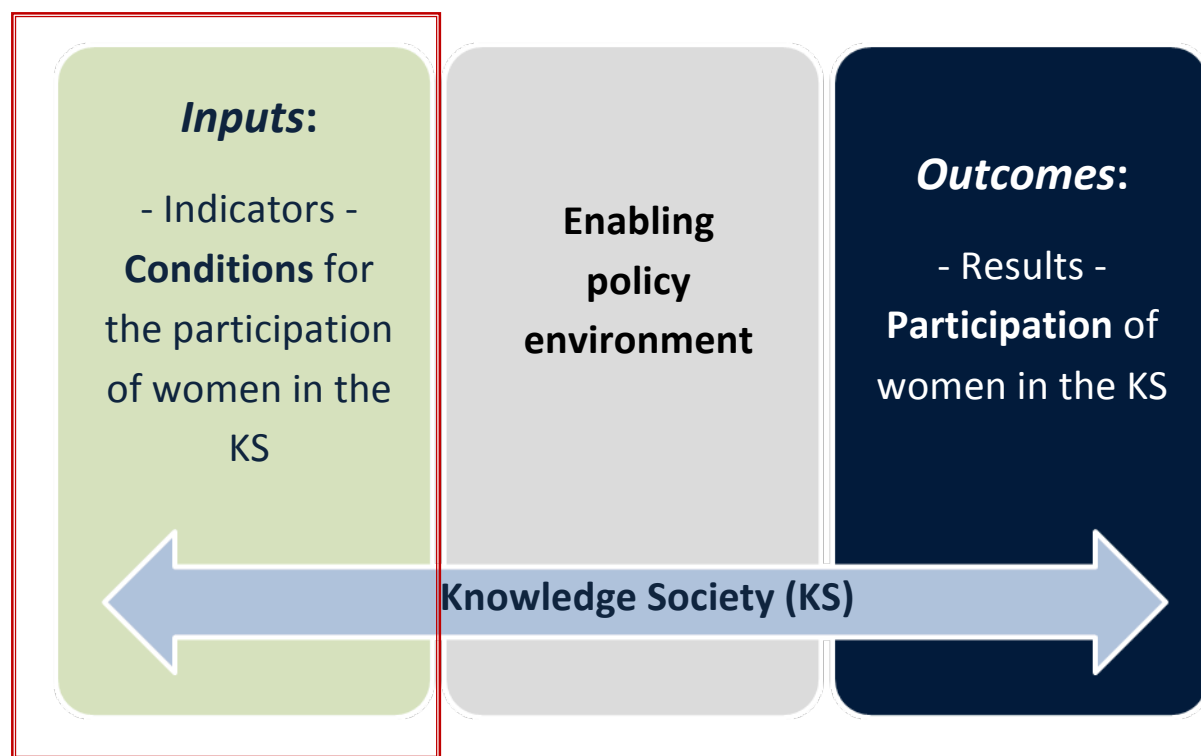 Inputs:
- Indicators -
Conditions for
the participation
of women in the
KS
Enabling
policy
environment
Outcomes:
- Results -
Participation of
women in the KS
Knowledge Society (KS)